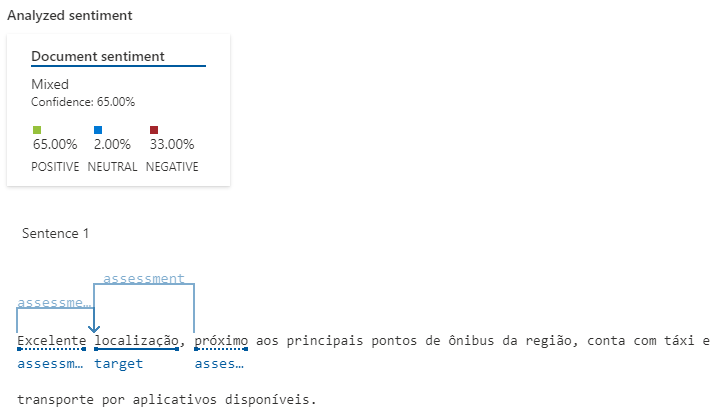 Analyzed sentiment
Document sentiment
Mixed
Confidence: 65.00%
65.00% 2.00% 33.00%
POSITIVE NEUTRAL NEGATIVE
Sentence 1
assessment
assessme...
Excelente localização, próximo aos principais pontos de ônibus da região, conta com táxi e
assessm... target asses...
transporte por aplicativos disponíveis.